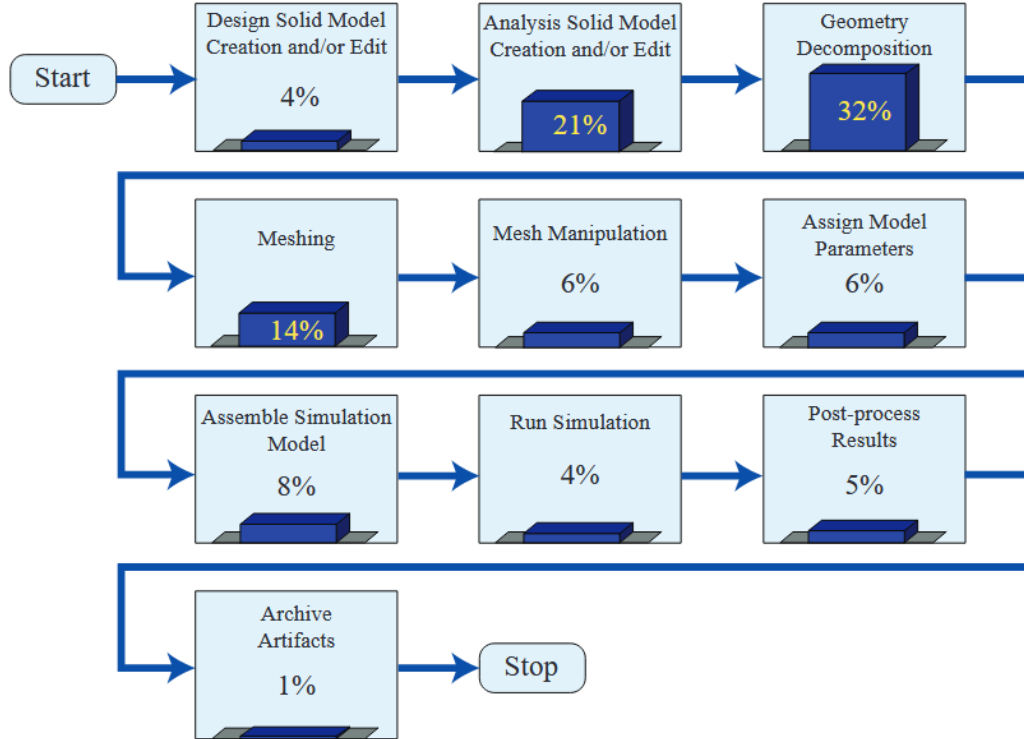 Start
Design Solid Model
Creation and/or Edit
4%
Analysis Solid Model
Creation and/or Edit
21%
Geometry
Decomposition
32%
Meshing
14%
Mesh Manipulation
6%
Assign Model
Parameters
6%
Assemble Simulation
Model
8%
Run Simulation
4%
Post-process
Results
5%
Archive
Artifacts
1%
Stop